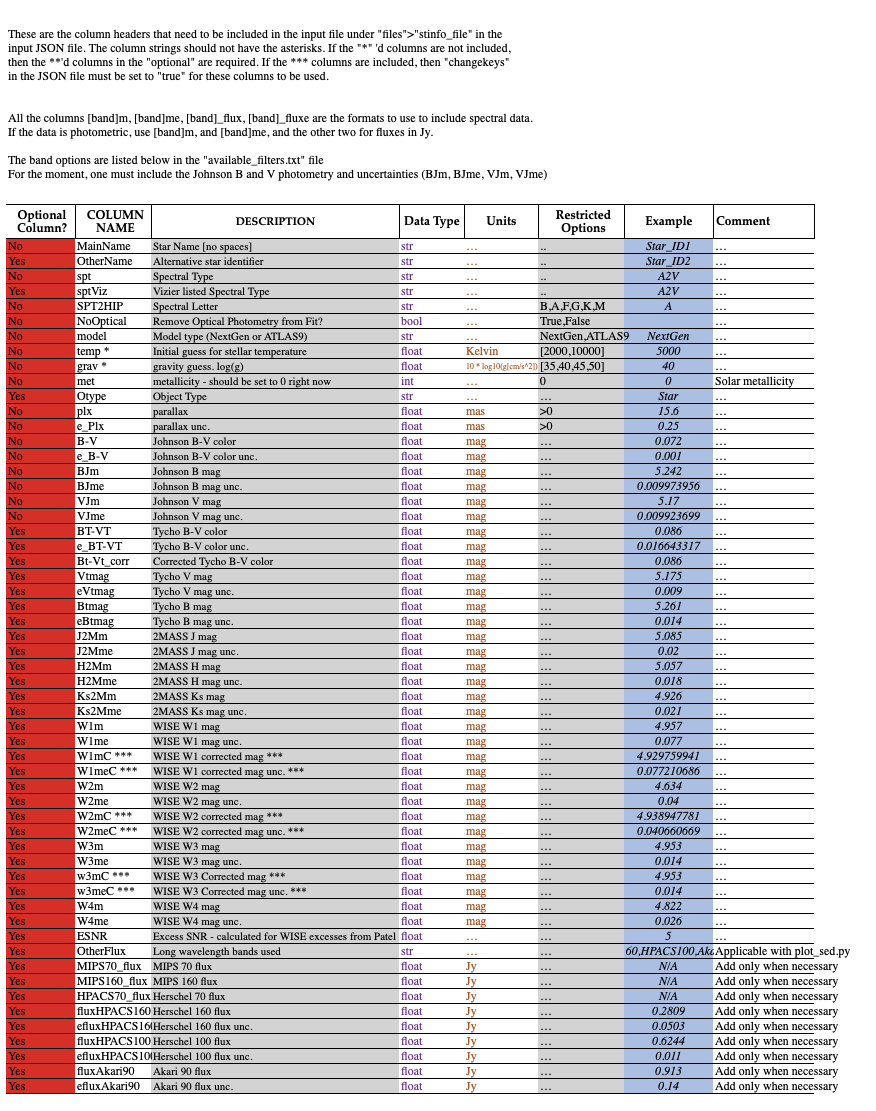 These are the column headers that need to be included in the input file under "files">"stinfo_file" in the
input JSON file. The column strings should not have the asterisks. If the "*" 'd columns are not included,
then the **'d columns in the "optional" are required. If the *** columns are included, then "changekeys"
in the JSON file must be set to "true" for these columns to be used.
All the columns [band]m, [band]me, [band]_flux, [band]_fluxe are the formats to use to include spectral data.
If the data is photometric, use [band]m, and [band]me, and the other two for fluxes in Jy.
The band options are listed below in the "available_filters.txt" file
For the moment, one must include the Johnson B and V photometry and uncertainties (BJm, BJme, VJm, VJme)
Optional Column? COLUMN NAME DESCRIPTION Data Type Units Restricted Options Example Comment
No MainName Star Name [no spaces] str … .. Star_ID1 …
Yes OtherName Alternative star identifier str … .. Star_ID2 …
No spt Spectral Type str … .. A2V …
Yes sptViz Vizier listed Spectral Type str … .. A2V …
No SPT2HIP Spectral Letter str … B,A,F,G,K,M A …
No NoOptical Remove Optical Photometry from Fit? bool … True,False …
No model Model type (NextGen or ATLAS9) str … NextGen,ATLAS9 NextGen …
No temp * Initial guess for stellar temperature float Kelvin [2000,10000] 5000 …
No grav * gravity guess. log(g) float 10 * log10(g[cm/s^2]) [35,40,45,50] 40 …
No met metallicity - should be set to 0 right now int … 0 0 Solar metallicity
Yes Otype Object Type str … … Star …
No plx parallax float mas >0 15.6 …
No e_Plx parallax unc. float mas >0 0.25 …
No B-V Johnson B-V color float mag … 0.072 …
No e_B-V Johnson B-V color unc. float mag … 0.001 …
No BJm Johnson B mag float mag … 5.242 …
No BJme Johnson B mag unc. float mag … 0.009973956 …
No VJm Johnson V mag float mag … 5.17 …
No VJme Johnson V mag unc. float mag … 0.009923699 …
Yes BT-VT Tycho B-V color float mag … 0.086 …
Yes e_BT-VT Tycho B-V color unc. float mag … 0.016643317 …
Yes Bt-Vt_corr Corrected Tycho B-V color float mag … 0.086 …
Yes Vtmag Tycho V mag float mag … 5.175 …
Yes eVtmag Tycho V mag unc. float mag … 0.009 …
Yes Btmag Tycho B mag float mag … 5.261 …
Yes eBtmag Tycho B mag unc. float mag … 0.014 …
Yes J2Mm 2MASS J mag float mag … 5.085 …
Yes J2Mme 2MASS J mag unc. float mag … 0.02 …
Yes H2Mm 2MASS H mag float mag … 5.057 …
Yes H2Mme 2MASS H mag unc. float mag … 0.018 …
Yes Ks2Mm 2MASS Ks mag float mag … 4.926 …
Yes Ks2Mme 2MASS Ks mag unc. float mag … 0.021 …
Yes W1m WISE W1 mag float mag … 4.957 …
Yes W1me WISE W1 mag unc. float mag … 0.077 …
Yes W1mC *** WISE W1 corrected mag *** float mag … 4.929759941 …
Yes W1meC *** WISE W1 corrected mag unc. *** float mag … 0.077210686 …
Yes W2m WISE W2 mag float mag … 4.634 …
Yes W2me WISE W2 mag unc. float mag … 0.04 …
Yes W2mC *** WISE W2 corrected mag *** float mag … 4.938947781 …
Yes W2meC *** WISE W2 corrected mag unc. *** float mag … 0.040660669 …
Yes W3m WISE W3 mag float mag … 4.953 …
Yes W3me WISE W3 mag unc. float mag … 0.014 …
Yes w3mC *** WISE W3 Corrected mag *** float mag … 4.953 …
Yes w3meC *** WISE W3 Corrected mag unc. *** float mag … 0.014 …
Yes W4m WISE W4 mag float mag … 4.822 …
Yes W4me WISE W4 mag unc. float mag … 0.026 …
Yes ESNR Excess SNR - calculated for WISE excesses from Patel float … … 5 …
Yes OtherFlux Long wavelength bands used str … … 60,HPACS100,Aka Applicable with plot_sed.py
Yes MIPS70_flux MIPS 70 flux float Jy … N/A Add only when necessary
Yes MIPS160_flux MIPS 160 flux float Jy … N/A Add only when necessary
Yes HPACS70_flux Herschel 70 flux float Jy … N/A Add only when necessary
Yes fluxHPACS160 Herschel 160 flux float Jy … 0.2809 Add only when necessary
Yes efluxHPACS160 Herschel 160 flux unc. float Jy … 0.0503 Add only when necessary
Yes fluxHPACS100 Herschel 100 flux float Jy … 0.6244 Add only when necessary
Yes efluxHPACS10 Herschel 100 flux unc. float Jy … 0.011 Add only when necessary
Yes fluxAkari90 Akari 90 flux float Jy … 0.913 Add only when necessary
Yes efluxAkari90 Akari 90 flux unc. float Jy … 0.14 Add only when necessary